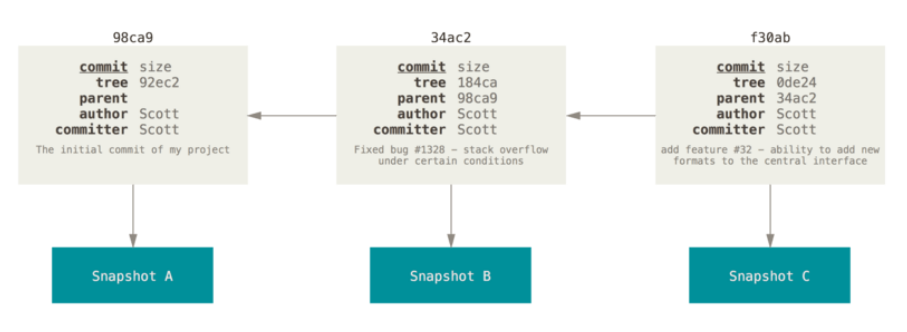 98ca9
commit size
tree 92ec2
parent
author Scott
committer Scott
The initial commit of my project
Snapshot A
34ac2
commit size
tree 184ca
parent 98ca9
author Scott
committer Scott
Fixed bug #1328 – stack overflow
under certain conditions
Snapshot B
f30ab
commit size
tree 0de24
parent 34ac2
author Scott
committer Scott
add feature #32 – ability to add new
formats to the central interface
Snapshot C